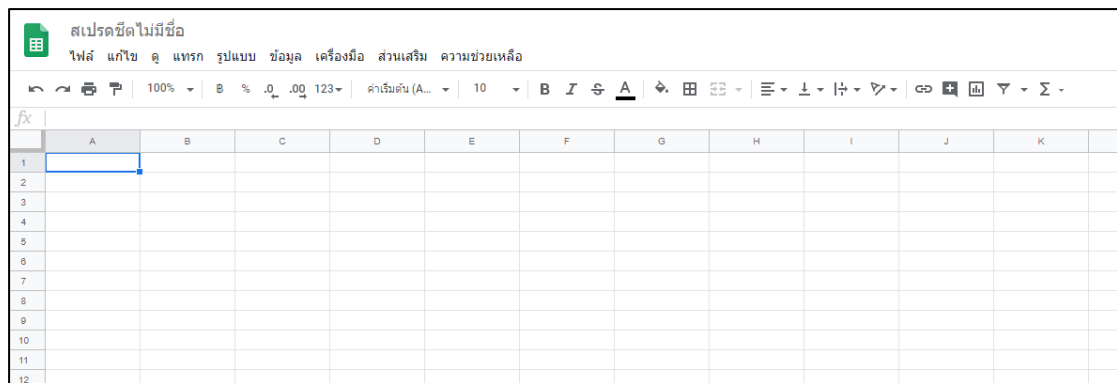 สเปรดชีตไม่มีชื่อ
ไฟล์ แก้ไข ดู แทรก รูปแบบ ข้อมูล เครื่องมือ ส่วนเสริม ความช่วยเหลือ
100% B % .0 .00 123 ค่าเริ่มต้น (A... 10 B I S A Σ
fx
A B C D E F G H I J K
1
2
3
4
5
6
7
8
9
10
11
12